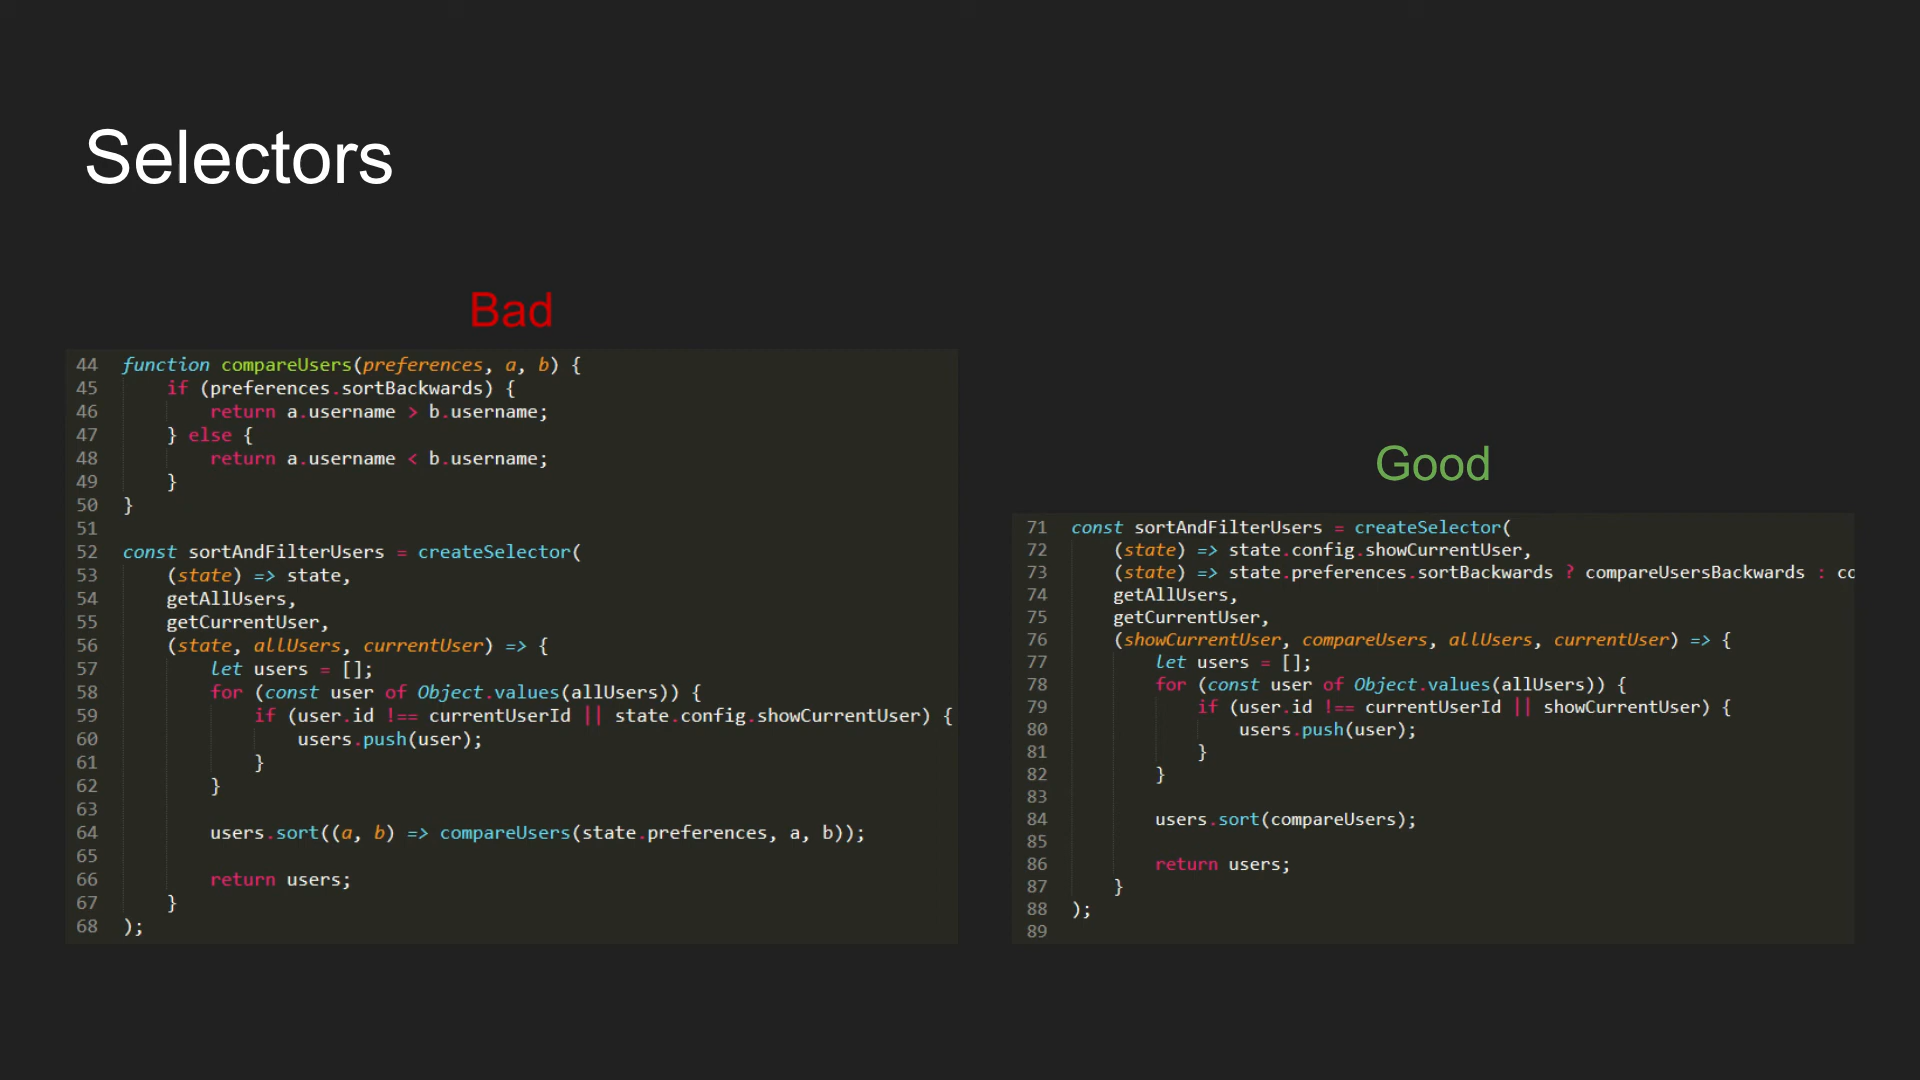 Selectors
Bad
44 function compareUsers(preferences, a, b) {
45     if (preferences.sortBackwards) {
46         return a.username > b.username;
47     } else {
48         return a.username < b.username;
49     }
50 }
51
52 const sortAndFilterUsers = createSelector(
53     (state) => state,
54     getAllUsers,
55     getCurrentUser,
56     (state, allUsers, currentUser) => {
57         let users = [];
58         for (const user of Object.values(allUsers)) {
59             if (user.id !== currentUserId || state.config.showCurrentUser) {
60                 users.push(user);
61             }
62         }
63
64         users.sort((a, b) => compareUsers(state.preferences, a, b));
65
66         return users;
67     }
68 );
Good
71 const sortAndFilterUsers = createSelector(
72     (state) => state.config.showCurrentUser,
73     (state) => state.preferences.sortBackwards ? compareUsersBackwards : co
74     getAllUsers,
75     getCurrentUser,
76     (showCurrentUser, compareUsers, allUsers, currentUser) => {
77         let users = [];
78         for (const user of Object.values(allUsers)) {
79             if (user.id !== currentUserId || showCurrentUser) {
80                 users.push(user);
81             }
82         }
83
84         users.sort(compareUsers);
85
86         return users;
87     }
88 );
89